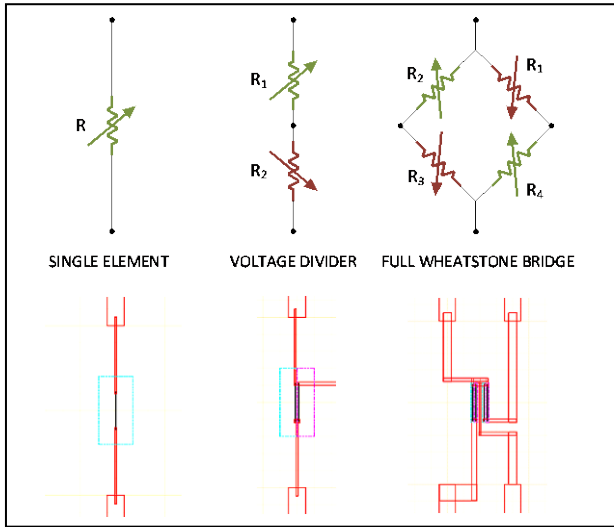 R
R1
R2
R2
R1
R3
R4
SINGLE ELEMENT
VOLTAGE DIVIDER
FULL WHEATSTONE BRIDGE